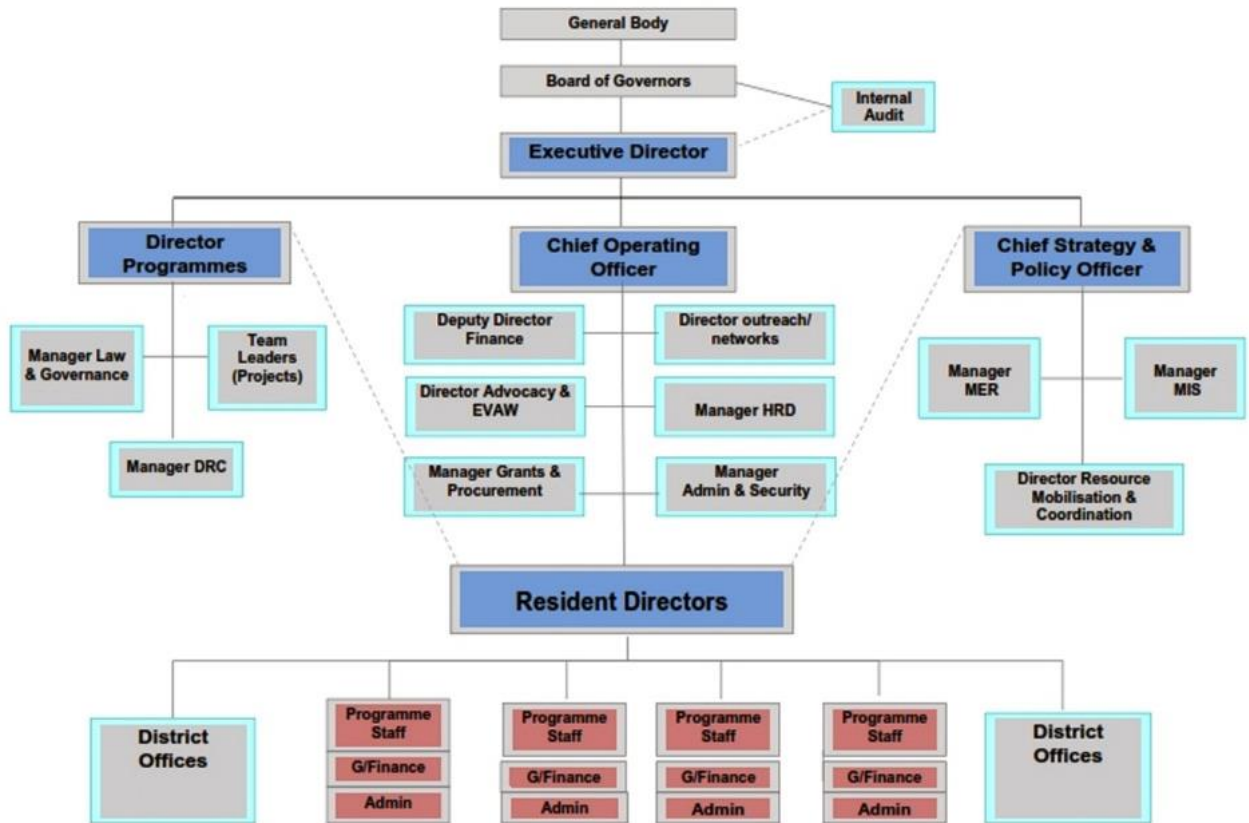 General Body
Board of Governors
Internal
Audit
Executive Director
Director
Programmes
Chief Operating
Officer
Chief Strategy &
Policy Officer
Manager Law
& Governance
Team
Leaders
(Projects)
Manager DRC
Deputy Director
Finance
Director outreach/
networks
Director Advocacy &
EVAW
Manager HRD
Manager Grants &
Procurement
Manager
Admin & Security
Manager
MER
Manager
MIS
Director Resource
Mobilisation &
Coordination
Resident Directors
District
Offices
Programme
Staff
G/Finance
Admin
Programme
Staff
G/Finance
Admin
Programme
Staff
G/Finance
Admin
Programme
Staff
G/Finance
Admin
District
Offices